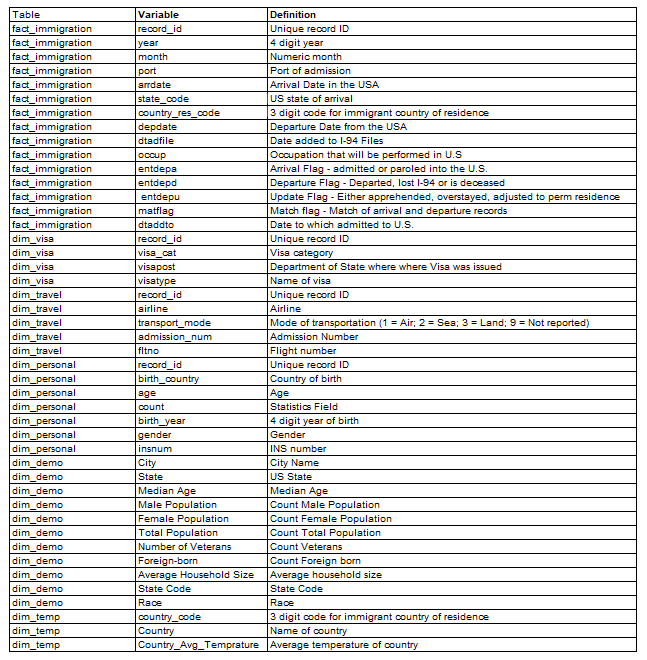 Table Variable Definition
fact_immigration record_id Unique record ID
fact_immigration year 4 digit year
fact_immigration month Numeric month
fact_immigration port Port of admission
fact_immigration arrdate Arrival Date in the USA
fact_immigration state_code US state of arrival
fact_immigration country_res_code 3 digit code for immigrant country of residence
fact_immigration depdate Departure Date from the USA
fact_immigration dtadfile Date added to I-94 Files
fact_immigration occup Occupation that will be performed in U.S
fact_immigration entdepa Arrival Flag - admitted or paroled into the U.S.
fact_immigration entdepd Departure Flag - Departed, lost I-94 or is deceased
fact_immigration entdepu Update Flag - Either apprehended, overstayed, adjusted to perm residence
fact_immigration matflag Match flag - Match of arrival and departure records
fact_immigration dtaddto Date to which admitted to U.S.
dim_visa record_id Unique record ID
dim_visa visa_cat Visa category
dim_visa visapost Department of State where where Visa was issued
dim_visa visatype Name of visa
dim_travel record_id Unique record ID
dim_travel airline Airline
dim_travel transport_mode Mode of transportation (1 = Air; 2 = Sea; 3 = Land; 9 = Not reported)
dim_travel admission_num Admission Number
dim_travel fltno Flight number
dim_personal record_id Unique record ID
dim_personal birth_country Country of birth
dim_personal age Age
dim_personal count Statistics Field
dim_personal birth_year 4 digit year of birth
dim_personal gender Gender
dim_personal insnum INS number
dim_demo City City Name
dim_demo State US State
dim_demo Median Age Median Age
dim_demo Male Population Count Male Population
dim_demo Female Population Count Female Population
dim_demo Total Population Count Total Population
dim_demo Number of Veterans Count Veterans
dim_demo Foreign-born Count Foreign born
dim_demo Average Household Size Average household size
dim_demo State Code State Code
dim_demo Race Race
dim_temp country_code 3 digit code for immigrant country of residence
dim_temp Country Name of country
dim_temp Country_Avg_Temprature Average temperature of country